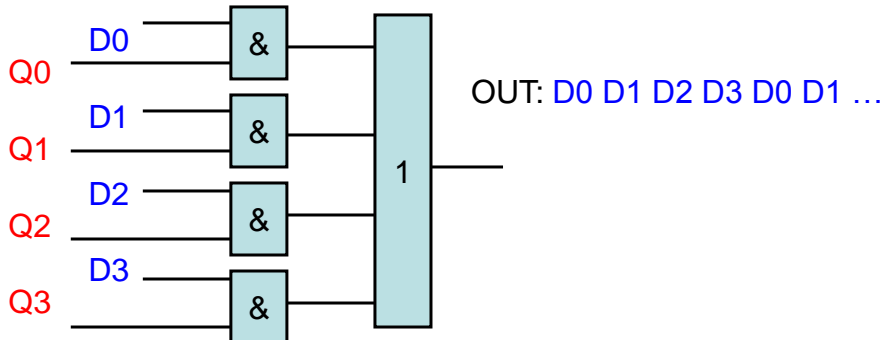 D0
&
Q0
OUT: D0 D1 D2 D3 D0 D1 …
D1
&
Q1
1
D2
&
Q2
D3
&
Q3